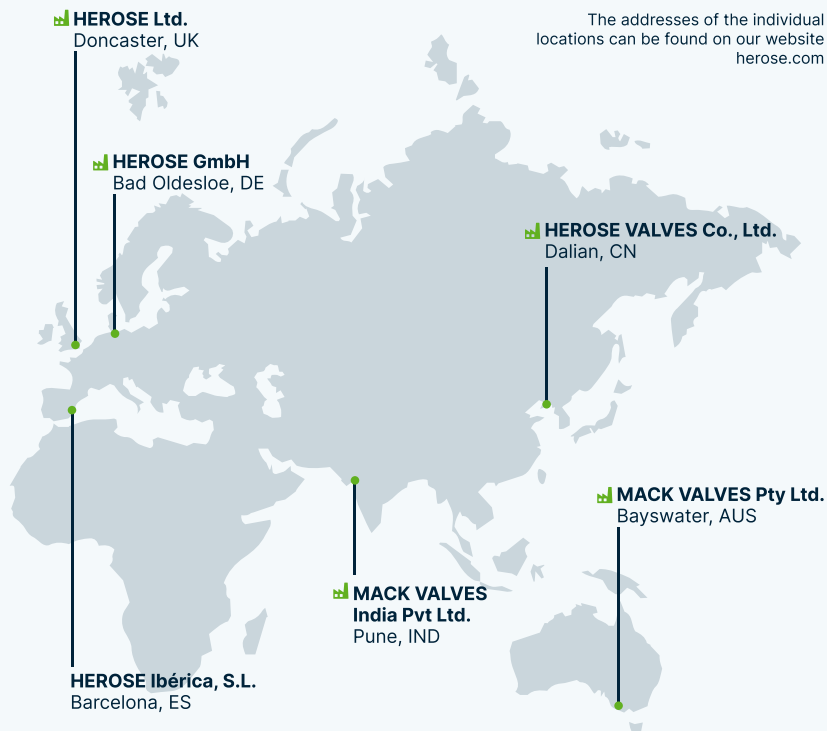 HEROSE Ltd.
Doncaster, UK
The addresses of the individual
locations can be found on our website
herose.com
HEROSE GmbH
Bad Oldesloe, DE
HEROSE VALVES Co., Ltd.
Dalian, CN
MACK VALVES Pty Ltd.
Bayswater, AUS
MACK VALVES
India Pvt Ltd.
Pune, IND
HEROSE Ibérica, S.L.
Barcelona, ES